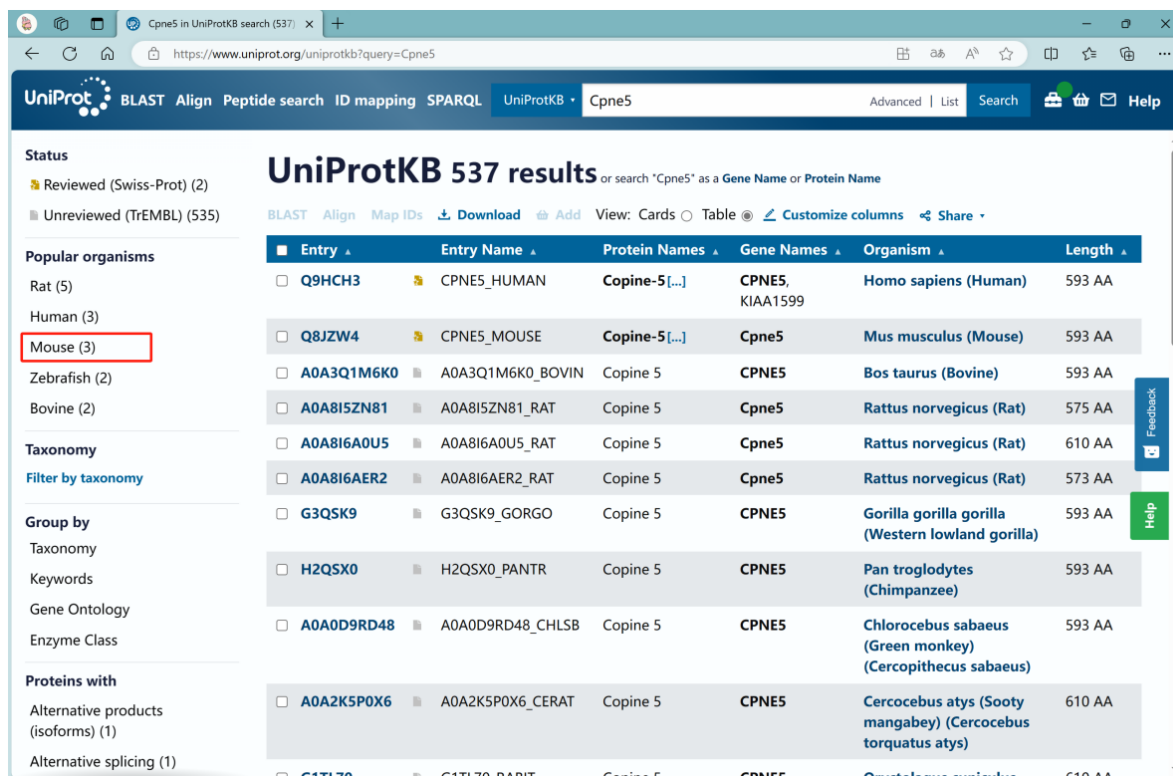 Cpne5 in UniProtKB search (537)
https://www.uniprot.org/uniprotkb?query=Cpne5
UniProt BLAST Align Peptide search ID mapping SPARQL UniProtKB Cpne5 Advanced | List Search Help
Status
Reviewed (Swiss-Prot) (2)
Unreviewed (TrEMBL) (535)
Popular organisms
Rat (5)
Human (3)
Mouse (3)
Zebrafish (2)
Bovine (2)
Taxonomy
Filter by taxonomy
Group by
Taxonomy
Keywords
Gene Ontology
Enzyme Class
Proteins with
Alternative products
(isoforms) (1)
Alternative splicing (1)
UniProtKB 537 results or search "Cpne5" as a Gene Name or Protein Name
BLAST Align Map IDs Download Add View: Cards Table Customize columns Share
Entry Entry Name Protein Names Gene Names Organism Length
Q9HCH3 CPNE5_HUMAN Copine-5[...] CPNE5, Homo sapiens (Human) 593 AA
KIAA1599
Q8JZW4 CPNE5_MOUSE Copine-5[...] Cpne5 Mus musculus (Mouse) 593 AA
A0A3Q1M6K0 A0A3Q1M6K0_BOVIN Copine 5 CPNE5 Bos taurus (Bovine) 593 AA
A0A8I5ZN81 A0A8I5ZN81_RAT Copine 5 Cpne5 Rattus norvegicus (Rat) 575 AA
A0A8I6A0U5 A0A8I6A0U5_RAT Copine 5 Cpne5 Rattus norvegicus (Rat) 610 AA
A0A8I6AER2 A0A8I6AER2_RAT Copine 5 Cpne5 Rattus norvegicus (Rat) 573 AA
G3QSK9 G3QSK9_GORGO Copine 5 CPNE5 Gorilla gorilla gorilla 593 AA
(Western lowland gorilla)
H2QSX0 H2QSX0_PANTR Copine 5 CPNE5 Pan troglodytes 593 AA
(Chimpanzee)
A0A0D9RD48 A0A0D9RD48_CHLSB Copine 5 CPNE5 Chlorocebus sabaeus 593 AA
(Green monkey)
(Cercopithecus sabaeus)
A0A2K5P0X6 A0A2K5P0X6_CERAT Copine 5 CPNE5 Cercocebus atys (Sooty 610 AA
mangabey) (Cercocebus
torquatus atys)
Feedback
Help